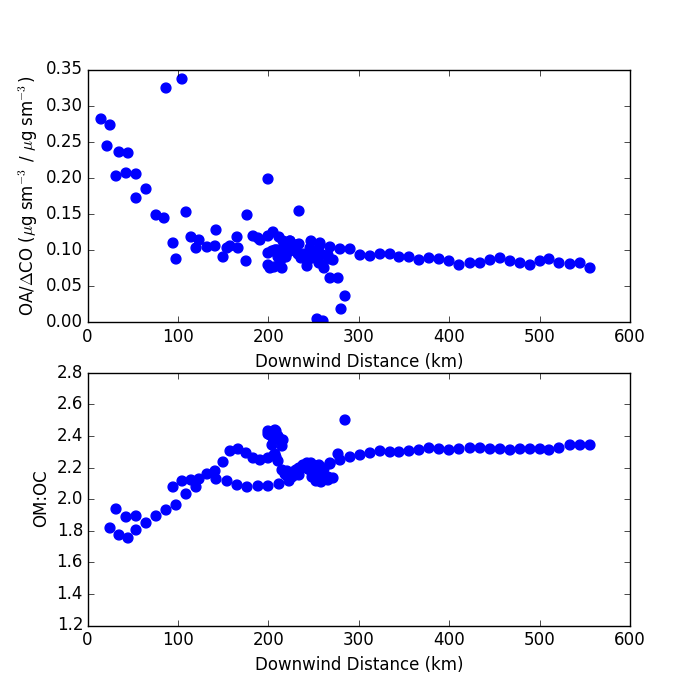 0.35
0.30
0.25
0.20
0.15
0.10
0.05
0.00
OA/ΔCO (μg sm⁻³ / μg sm⁻³)
0 100 200 300 400 500 600
Downwind Distance (km)
2.8
2.6
2.4
2.2
2.0
1.8
1.6
1.4
1.2
OM:OC
0 100 200 300 400 500 600
Downwind Distance (km)